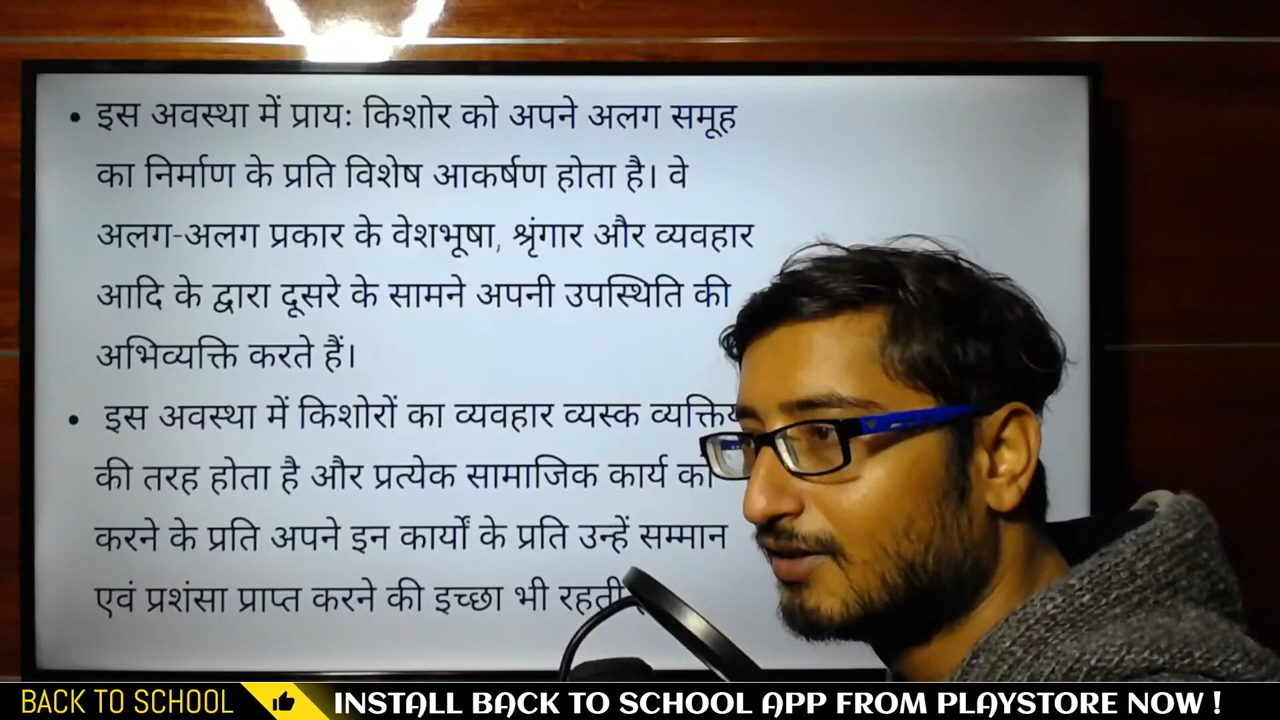 • इस अवस्था में प्रायः किशोर को अपने अलग समूह
का निर्माण के प्रति विशेष आकर्षण होता है। वे
अलग-अलग प्रकार के वेशभूषा, श्रृंगार और व्यवहार
आदि के द्वारा दूसरे के सामने अपनी उपस्थिति की
अभिव्यक्ति करते हैं।
• इस अवस्था में किशोरों का व्यवहार व्यस्क
की तरह होता है और प्रत्येक सामाजिक कार्य को
करने के प्रति अपने इन कार्यों के प्रति उन्हें सम्मान
एवं प्रशंसा प्राप्त करने की इच्छा भी रहती
BACK TO SCHOOL
INSTALL BACK TO SCHOOL APP FROM PLAYSTORE NOW !